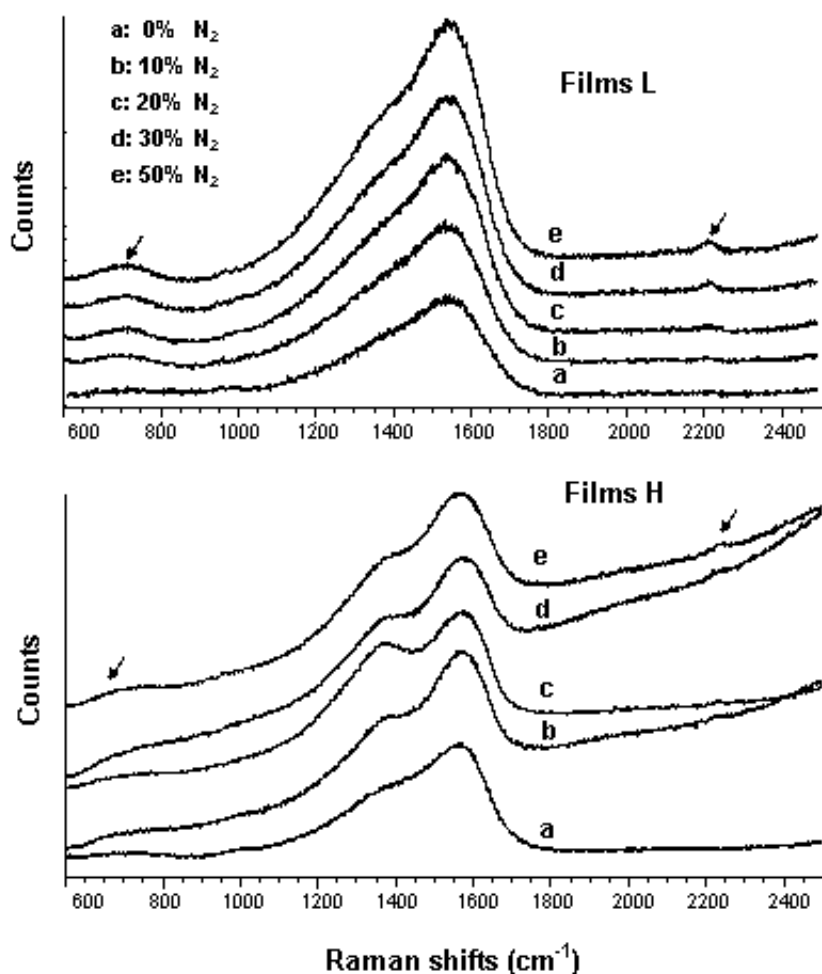 a: 0% N₂
b: 10% N₂
c: 20% N₂
d: 30% N₂
e: 50% N₂
Films L
Counts
e
d
c
b
a
600 800 1000 1200 1400 1600 1800 2000 2200 2400
Films H
Counts
e
d
c
b
a
600 800 1000 1200 1400 1600 1800 2000 2200 2400
Raman shifts (cm⁻¹)